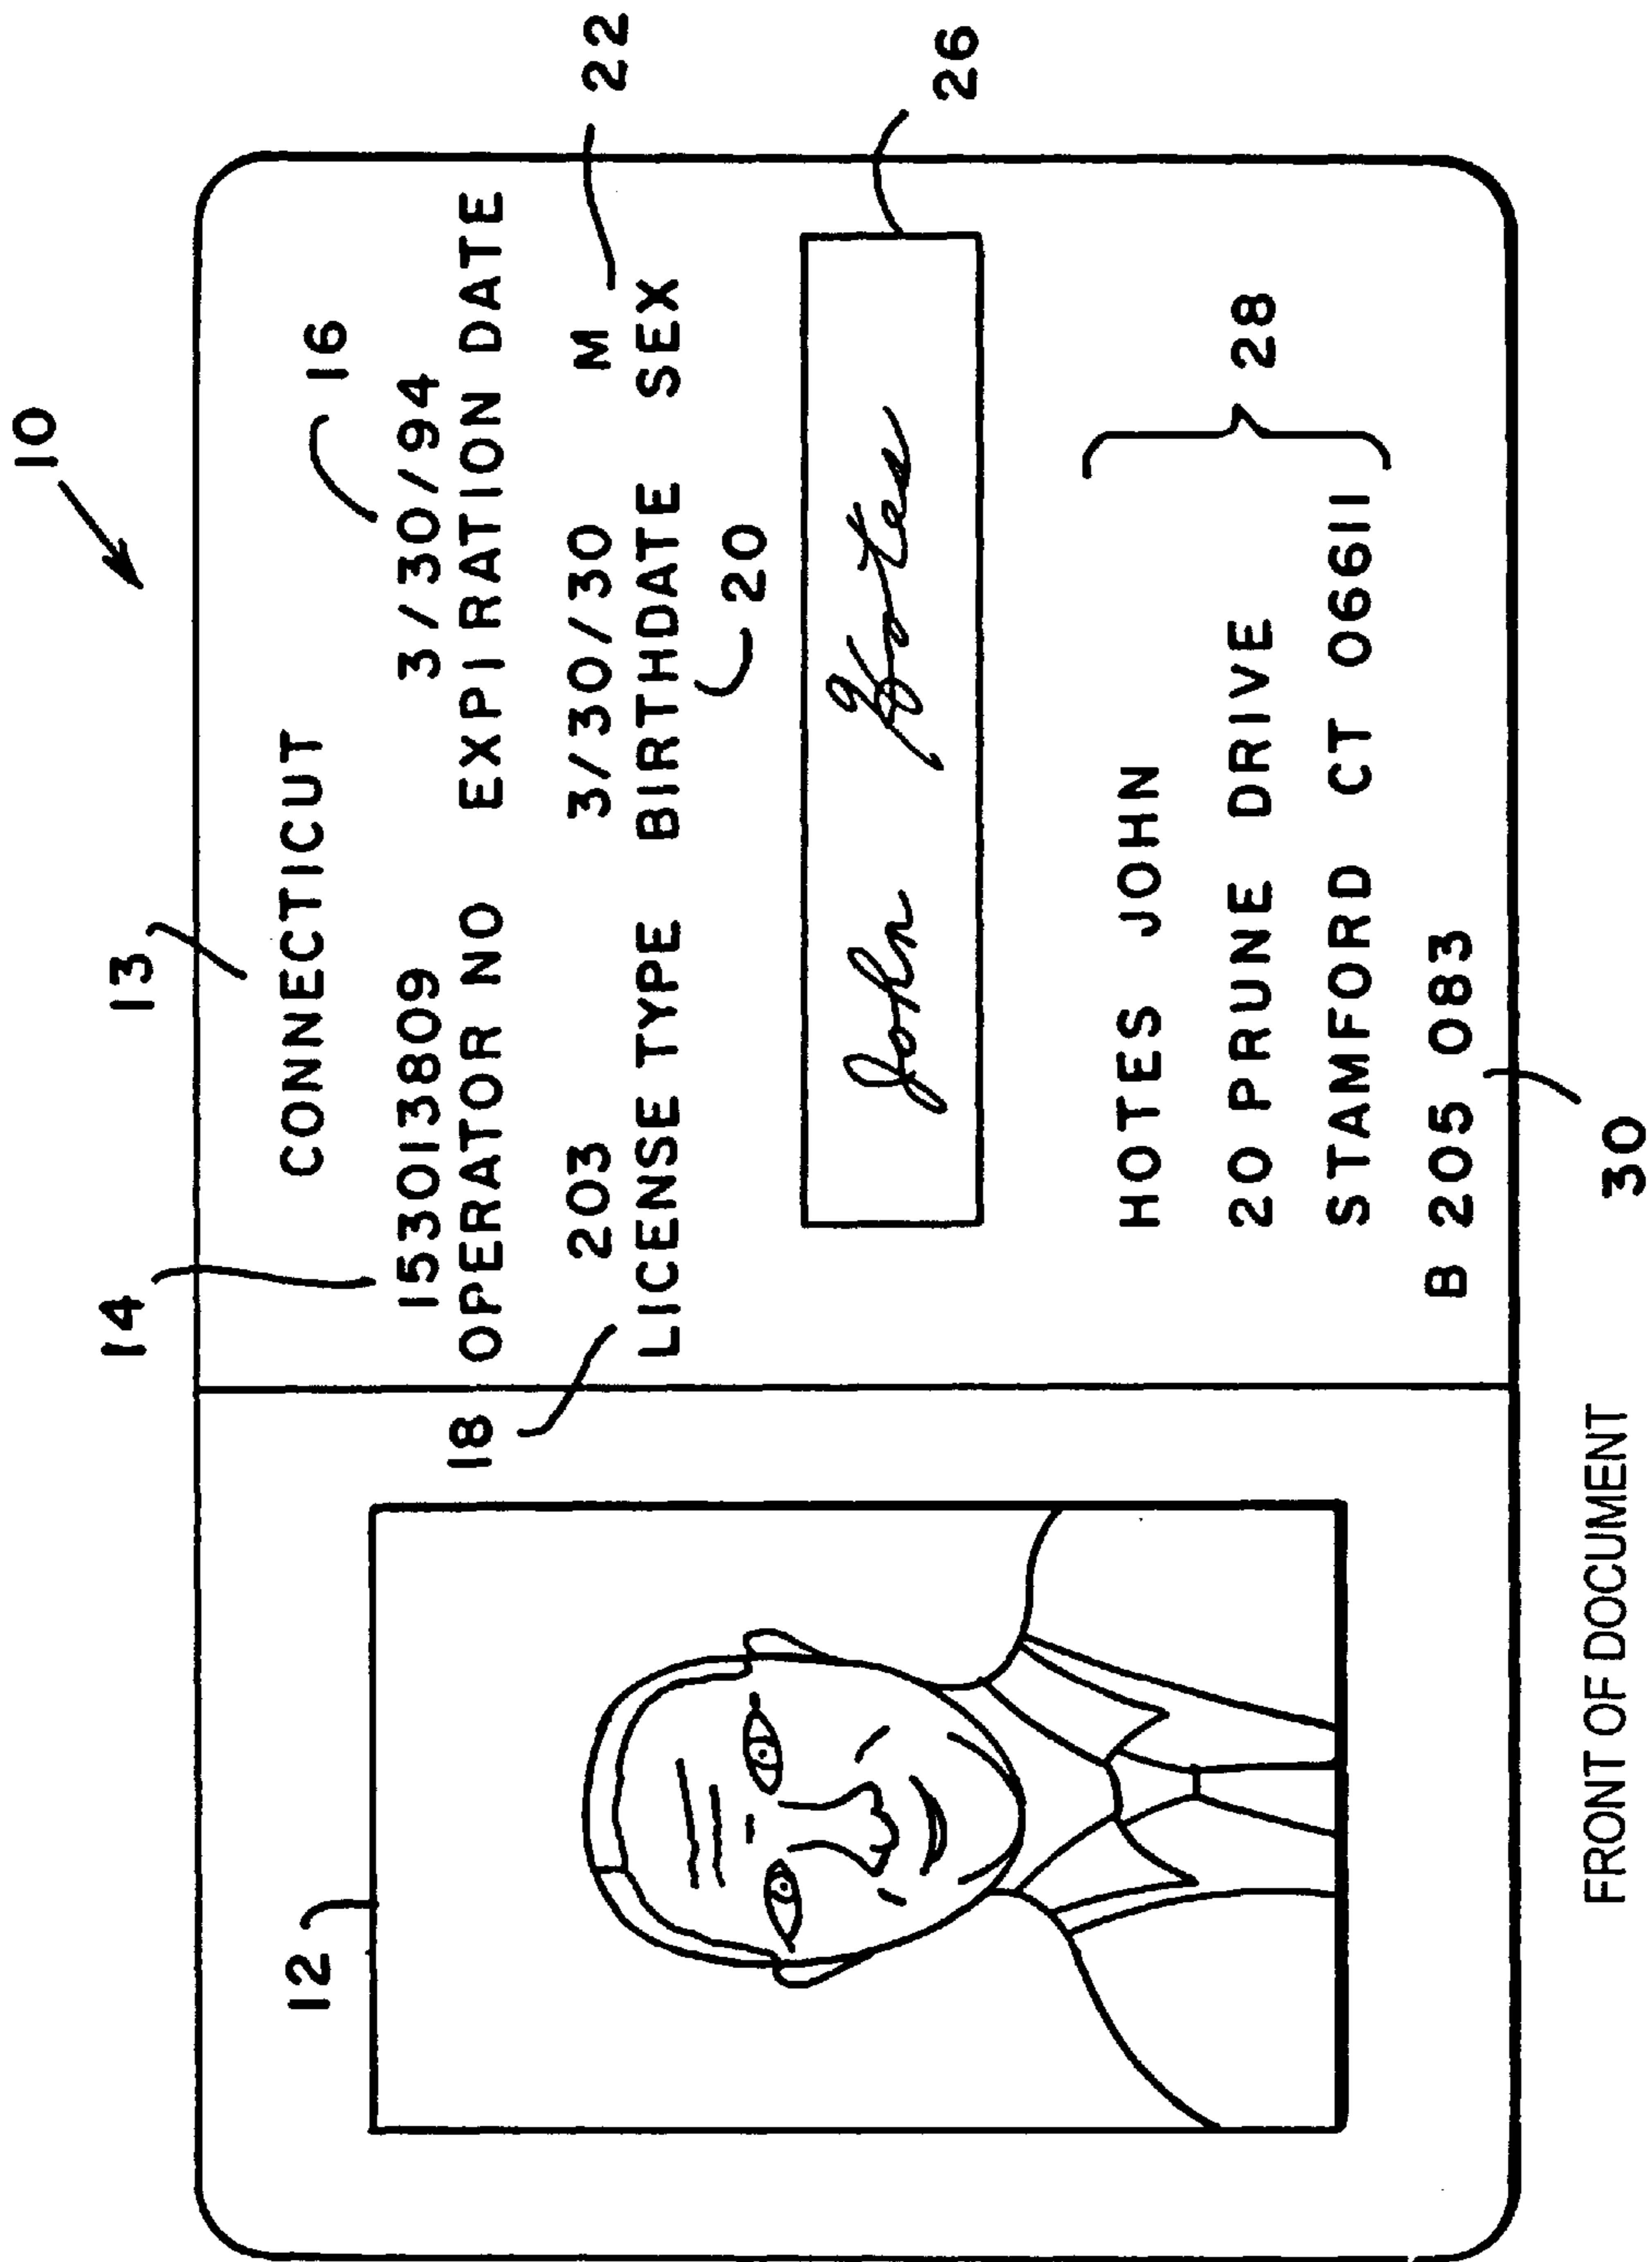 10
13
14
CONNECTICUT
16
153013809 3/30/94
OPERATOR NO EXPIRATION DATE
12
18
203 3/30/30 M
22
LICENSE TYPE BIRTHDATE SEX
20
John Hotes
26
HOTES JOHN
20 PRUNE DRIVE
28
STAMFORD CT 06611
B 205 083
30
FRONT OF DOCUMENT